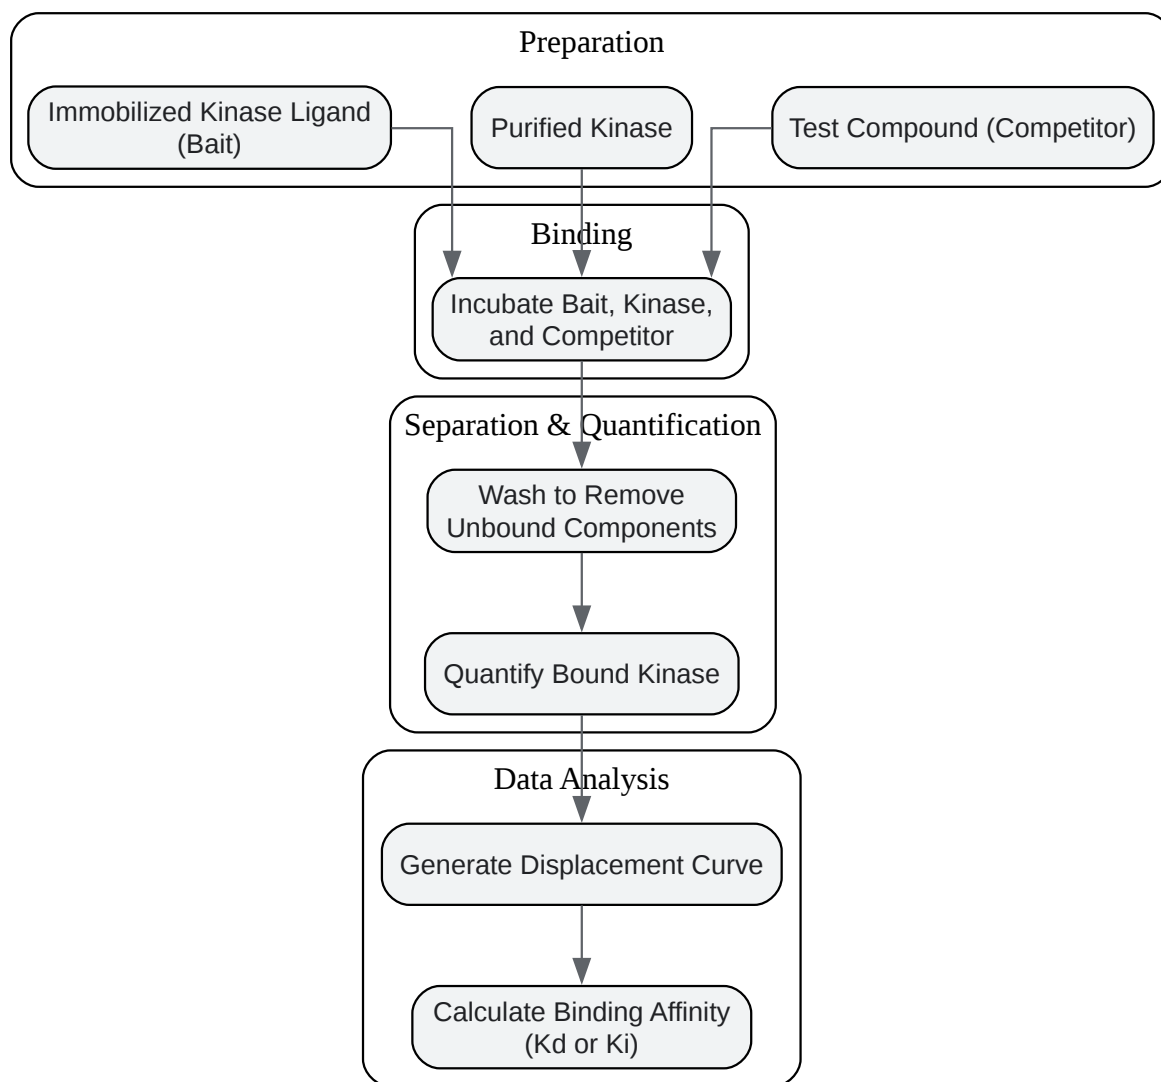 Preparation
Immobilized Kinase Ligand
(Bait)
Purified Kinase
Test Compound (Competitor)
Binding
Incubate Bait, Kinase,
and Competitor
Separation & Quantification
Wash to Remove
Unbound Components
Quantify Bound Kinase
Data Analysis
Generate Displacement Curve
Calculate Binding Affinity
(Kd or Ki)